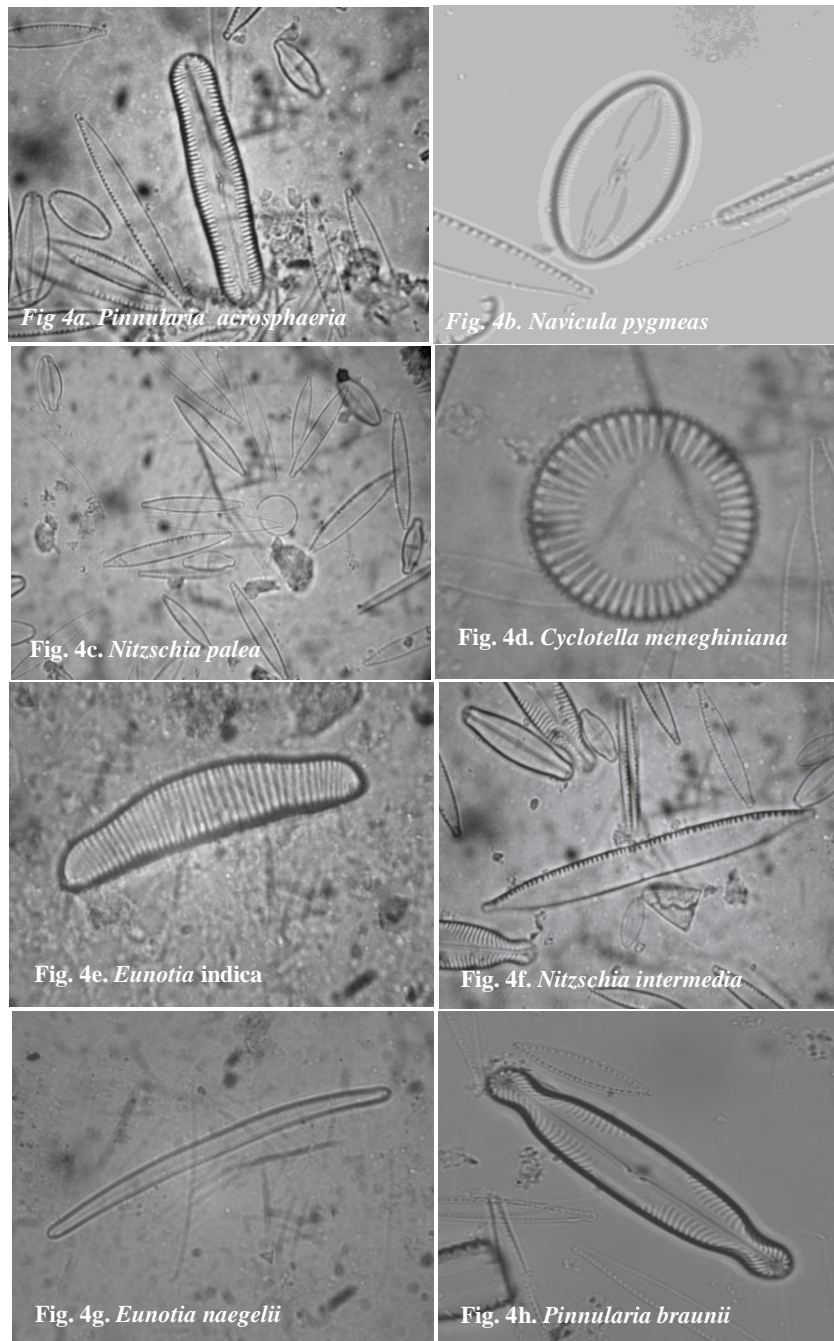 Fig 4a. Pinnularia acrosphaeria
Fig. 4b. Navicula pygmeas
Fig. 4c. Nitzschia palea
Fig. 4d. Cyclotella meneghiniana
Fig. 4e. Eunotia indica
Fig. 4f. Nitzschia intermedia
Fig. 4g. Eunotia naegelii
Fig. 4h. Pinnularia braunii